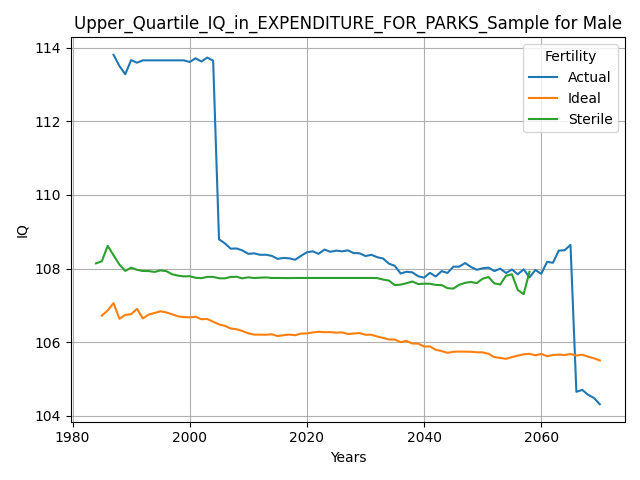 Upper_Quartile_IQ_in_EXPENDITURE_FOR_PARKS_Sample for Male
Fertility
Actual
Ideal
Sterile
IQ
114
112
110
108
106
104
1980
2000
2020
2040
2060
Years